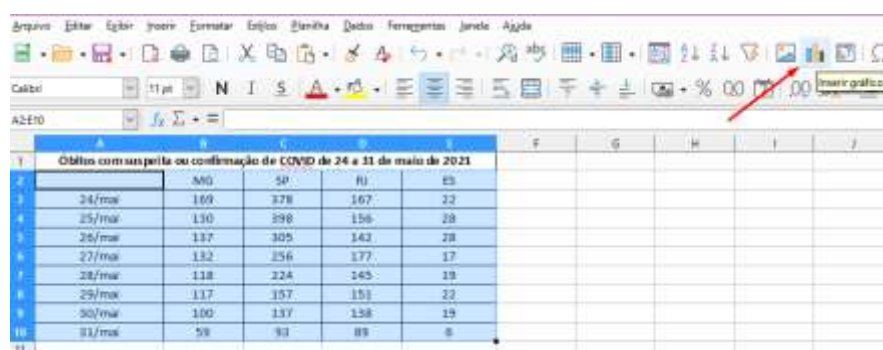 Arquivo Editar Exibir Inserir Formatar Estilos Planilha Dados Ferramentas Janela Ajuda
Calibri 11 pt N I S A % 00 .00
Inserir gráfico
A2:E10 fx Σ =
A B C D E F G H I J
1 Óbitos com suspeita ou confirmação de COVID de 24 a 31 de maio de 2021
2 MG SP RJ ES
3 24/mai 169 378 167 22
4 25/mai 130 398 156 28
5 26/mai 137 305 142 28
6 27/mai 132 256 177 17
7 28/mai 118 224 145 19
8 29/mai 117 157 151 22
9 30/mai 100 137 138 19
10 31/mai 59 93 89 6